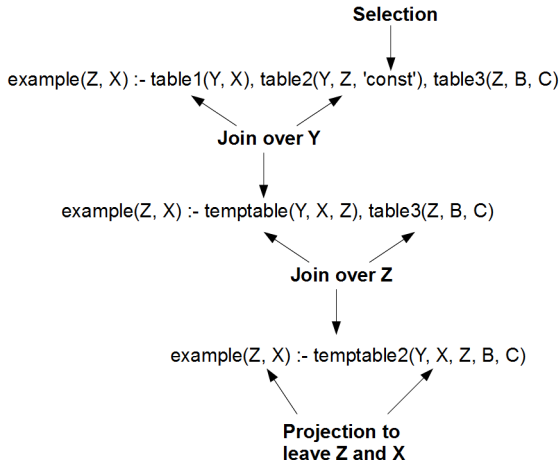 Selection
example(Z, X) :- table1(Y, X), table2(Y, Z, 'const'), table3(Z, B, C)
Join over Y
example(Z, X) :- temptable(Y, X, Z), table3(Z, B, C)
Join over Z
example(Z, X) :- temptable2(Y, X, Z, B, C)
Projection to
leave Z and X